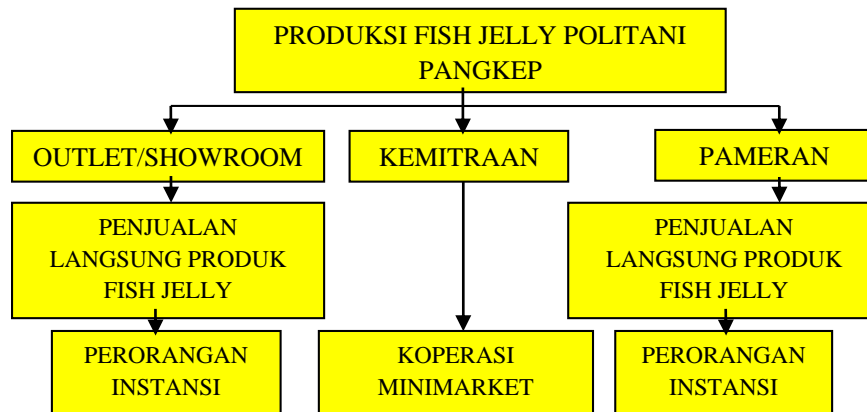 PRODUKSI FISH JELLY POLITANI
PANGKEP
OUTLET/SHOWROOM
KEMITRAAN
PAMERAN
PENJUALAN
LANGSUNG PRODUK
FISH JELLY
PENJUALAN
LANGSUNG PRODUK
FISH JELLY
PERORANGAN
INSTANSI
KOPERASI
MINIMARKET
PERORANGAN
INSTANSI